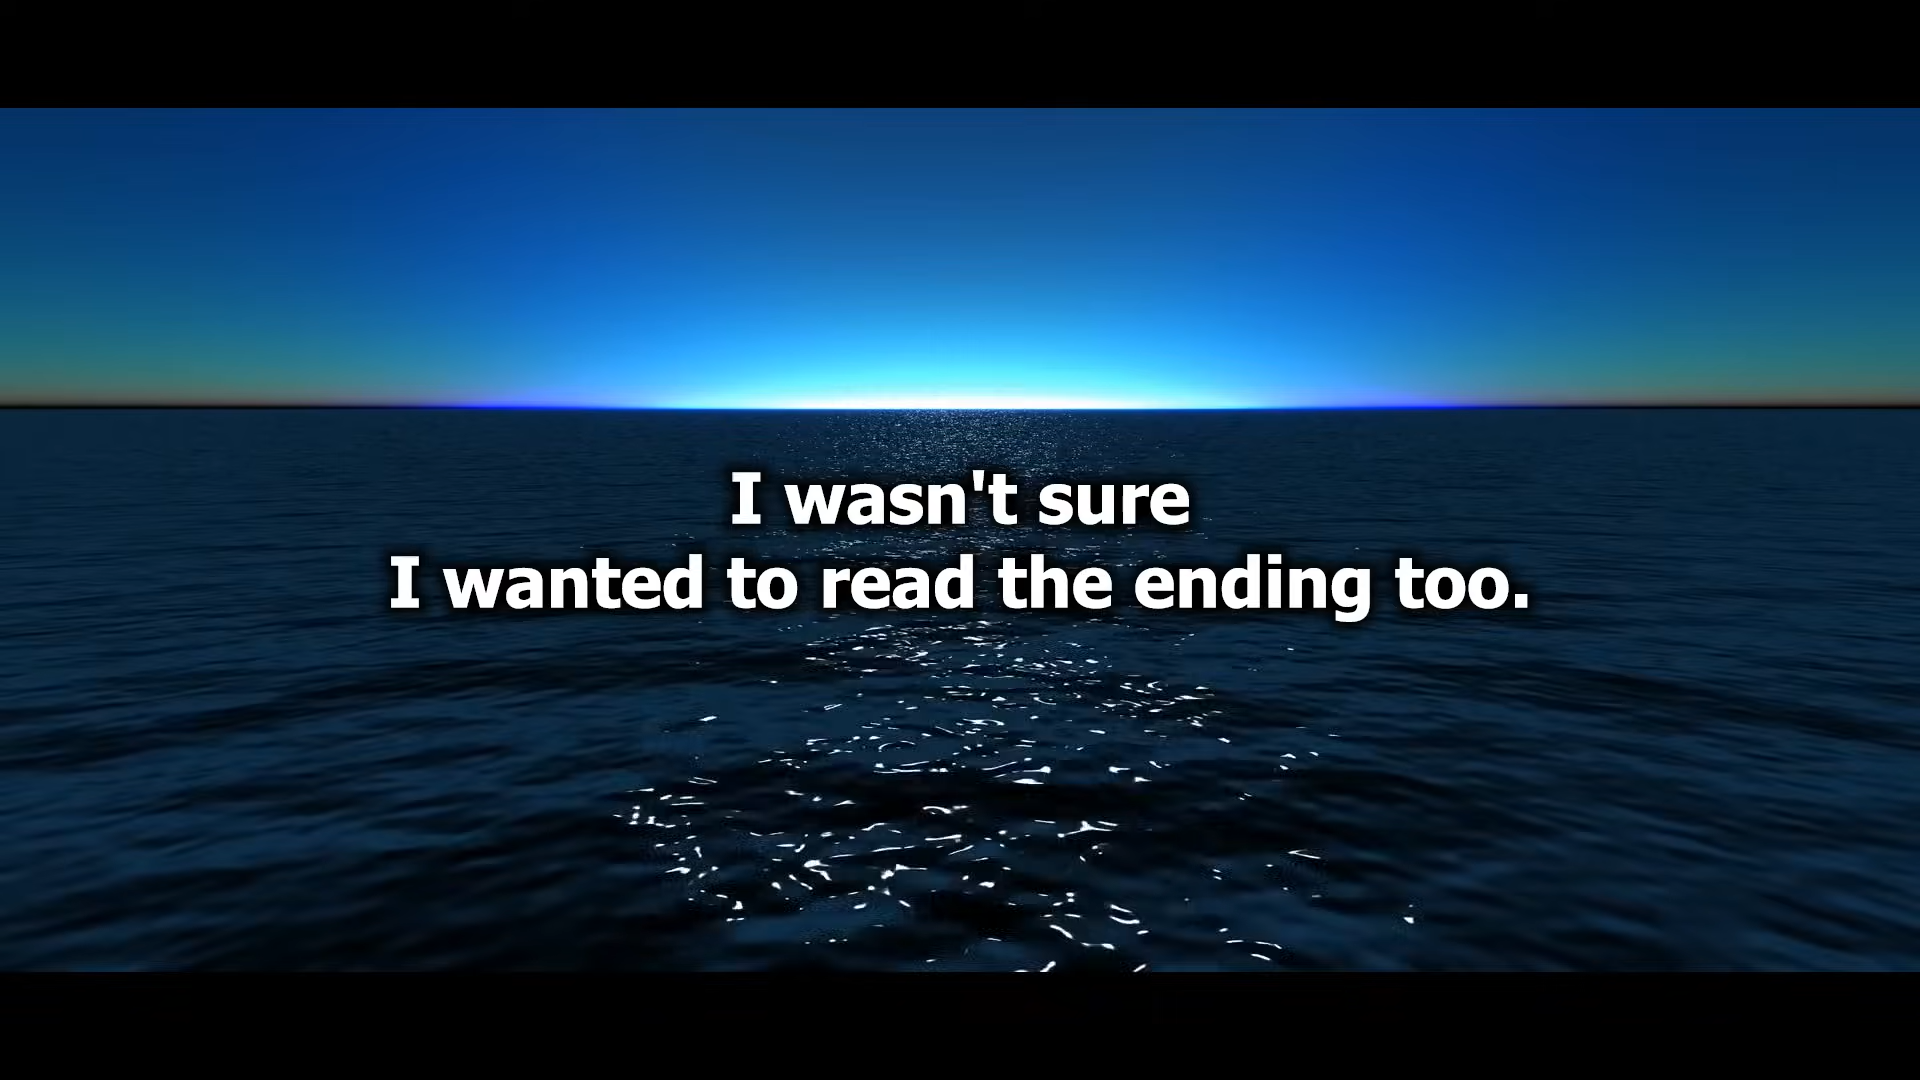 I wasn't sure
I wanted to read the ending too.